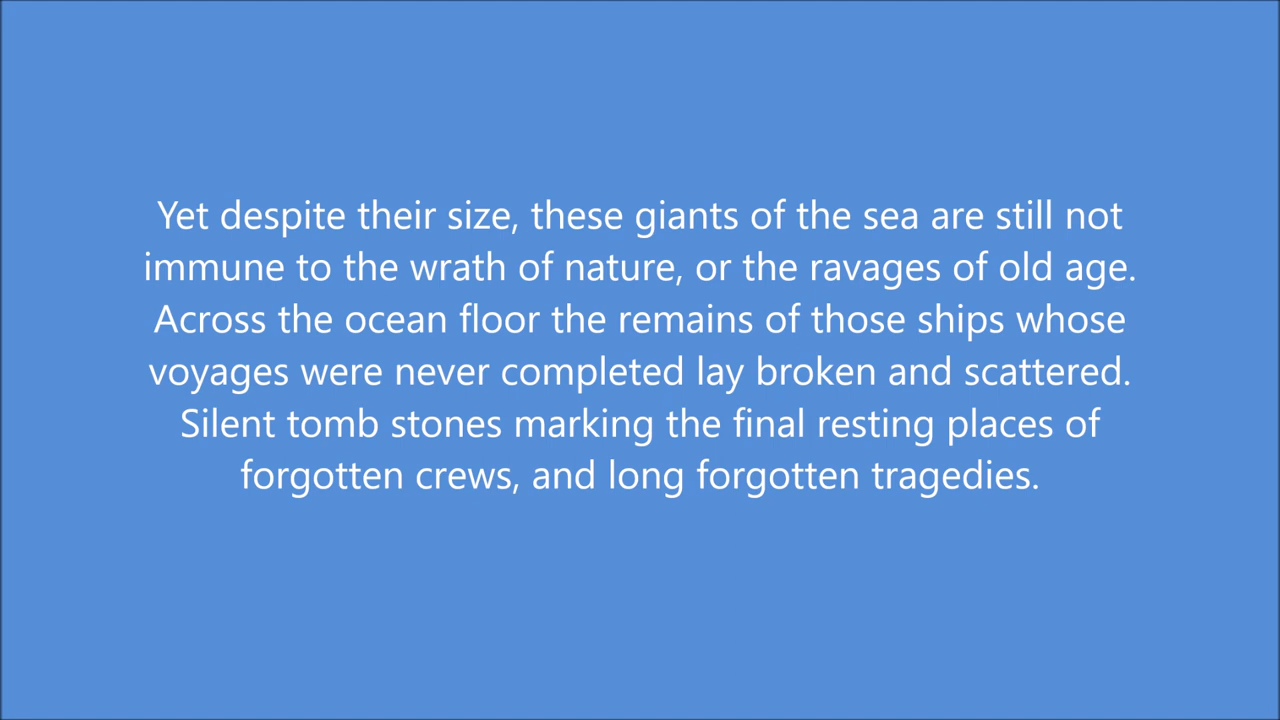 Yet despite their size, these giants of the sea are still not
immune to the wrath of nature, or the ravages of old age.
Across the ocean floor the remains of those ships whose
voyages were never completed lay broken and scattered.
Silent tomb stones marking the final resting places of
forgotten crews, and long forgotten tragedies.